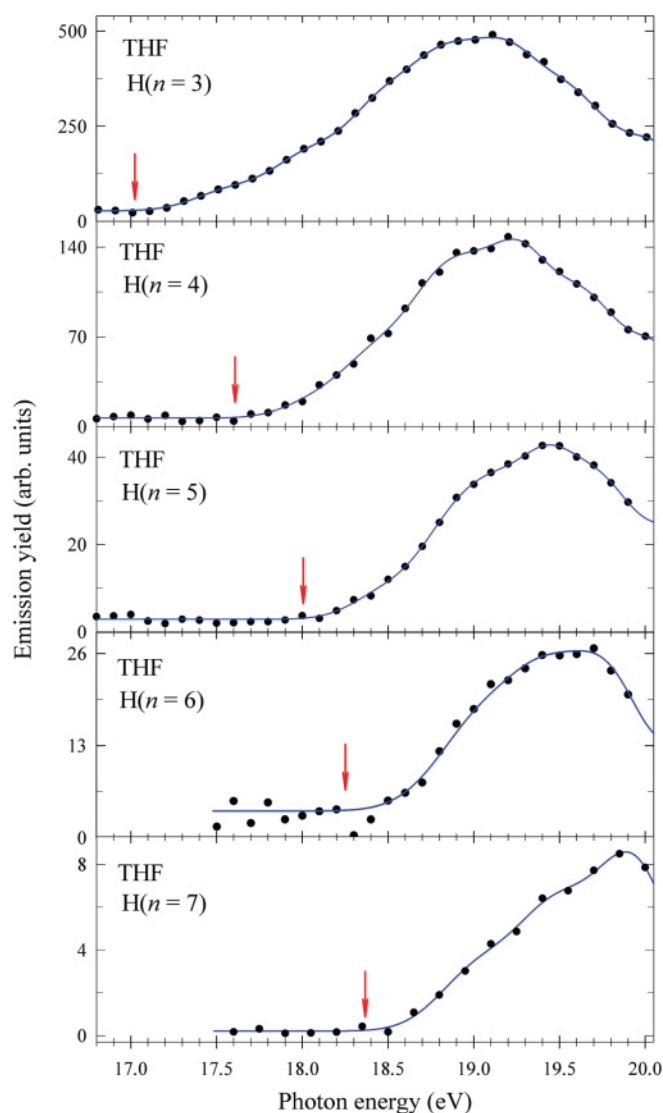 500
THF
H(n = 3)
250
0
140
THF
H(n = 4)
70
0
40
THF
H(n = 5)
20
0
26
THF
H(n = 6)
13
0
8
THF
H(n = 7)
4
0
Emission yield (arb. units)
17.0 17.5 18.0 18.5 19.0 19.5 20.0
Photon energy (eV)